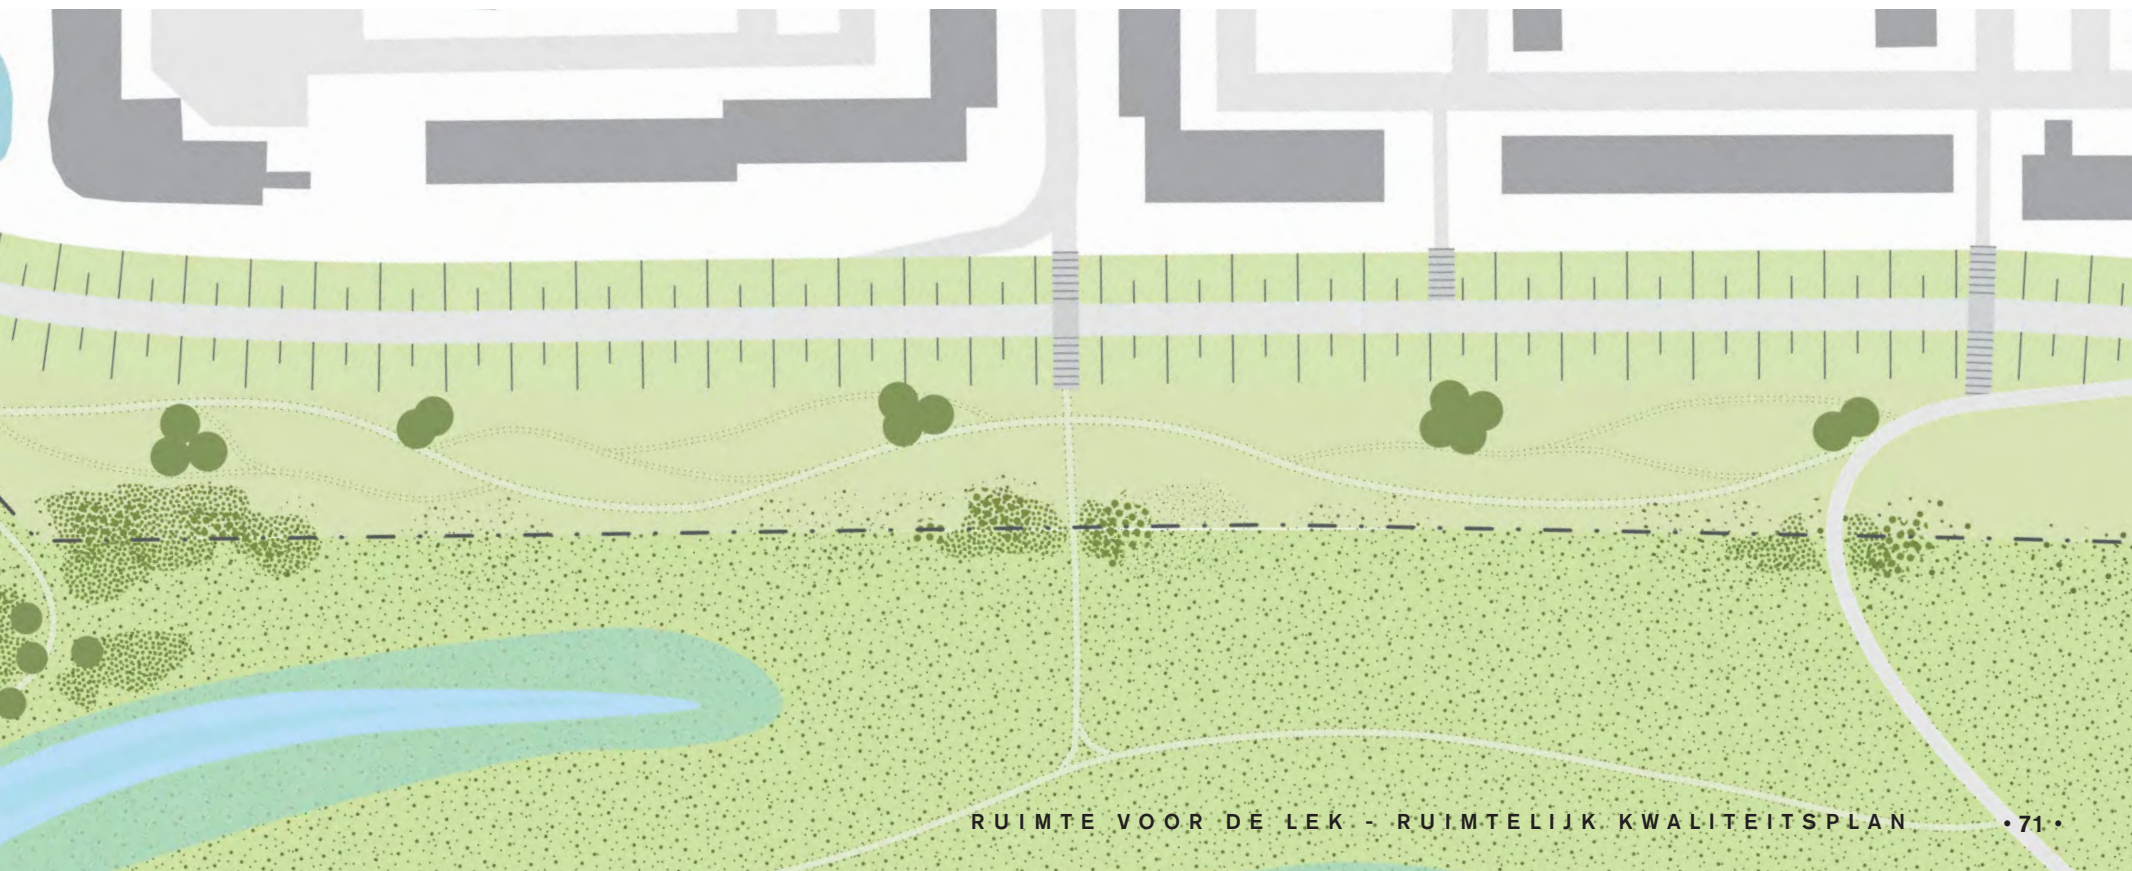 RUIMTE VOOR DE LEK - RUIMTELIJK KWALITEITSPLAN • 71 •